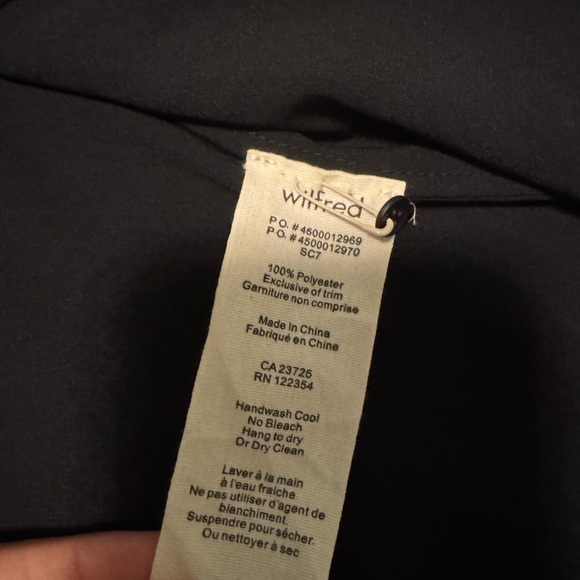 wilfred
P.O. #4500012969
P.O. #4500012970
SC7
100% Polyester
Exclusive of trim
Garniture non comprise
Made in China
Fabriqué en Chine
CA 23725
RN 122354
Handwash Cool
No Bleach
Hang to dry
Or Dry Clean
Laver à la main
à l'eau fraîche
Ne pas utiliser d'agent de
blanchiment.
Suspendre pour sécher.
Ou nettoyer à sec